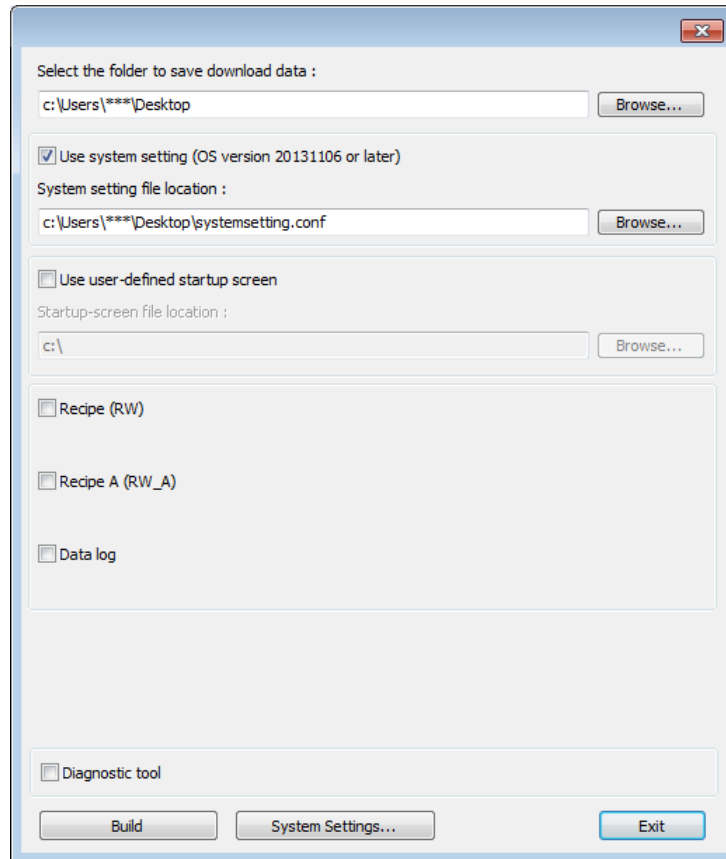 Select the folder to save download data :
c:\Users\***\Desktop
Browse...
Use system setting (OS version 20131106 or later)
System setting file location :
c:\Users\***\Desktop\systemsetting.conf
Browse...
Use user-defined startup screen
Startup-screen file location :
c:\
Browse...
Recipe (RW)
Recipe A (RW_A)
Data log
Diagnostic tool
Build
System Settings...
Exit